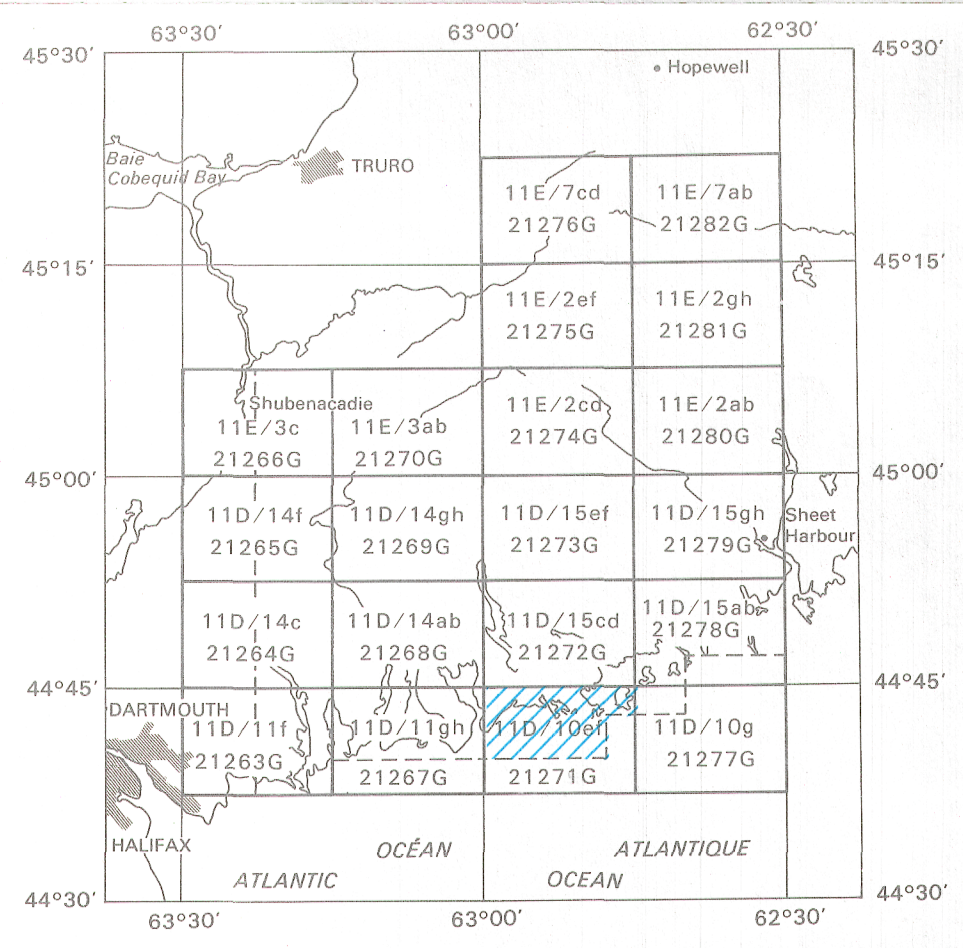 63°30′ 63°00′ 62°30′
45°30′ 45°30′
Hopewell
Baie
Cobequid Bay
TRURO
11E/7cd 11E/7ab
21276G 21282G
45°15′ 45°15′
11E/2ef 11E/2gh
21275G 21281G
Shubenacadie
11E/3c 11E/3ab 11E/2cd 11E/2ab
21266G 21270G 21274G 21280G
45°00′ 45°00′
11D/14f 11D/14gh 11D/15ef 11D/15gh
21265G 21269G 21273G 21279G
Sheet
Harbour
11D/14c 11D/14ab 11D/15cd 11D/15ab
21264G 21268G 21272G 21278G
44°45′ 44°45′
DARTMOUTH
11D/11f 11D/11gh 11D/10ef 11D/10g
21263G 21267G 21271G 21277G
HALIFAX
OCÉAN ATLANTIQUE
ATLANTIC OCEAN
44°30′ 44°30′
63°30′ 63°00′ 62°30′